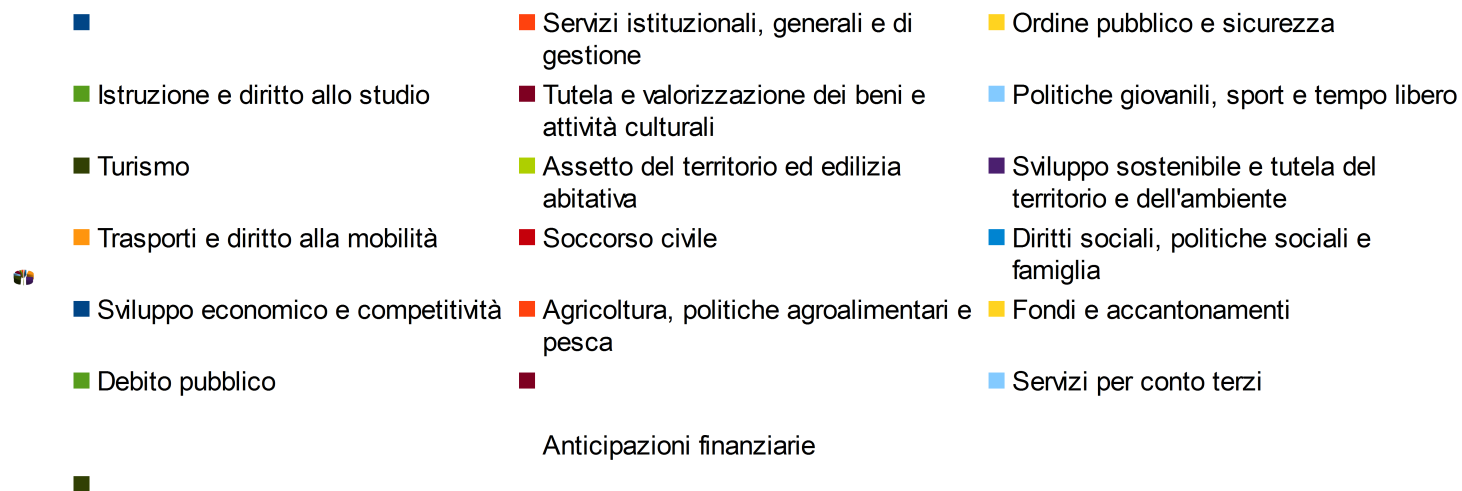 Servizi istituzionali, generali e di
gestione
Ordine pubblico e sicurezza
Istruzione e diritto allo studio
Tutela e valorizzazione dei beni e
attività culturali
Politiche giovanili, sport e tempo libero
Turismo
Assetto del territorio ed edilizia
abitativa
Sviluppo sostenibile e tutela del
territorio e dell'ambiente
Trasporti e diritto alla mobilità
Soccorso civile
Diritti sociali, politiche sociali e
famiglia
Sviluppo economico e competitività
Agricoltura, politiche agroalimentari e
pesca
Fondi e accantonamenti
Debito pubblico
Anticipazioni finanziarie
Servizi per conto terzi